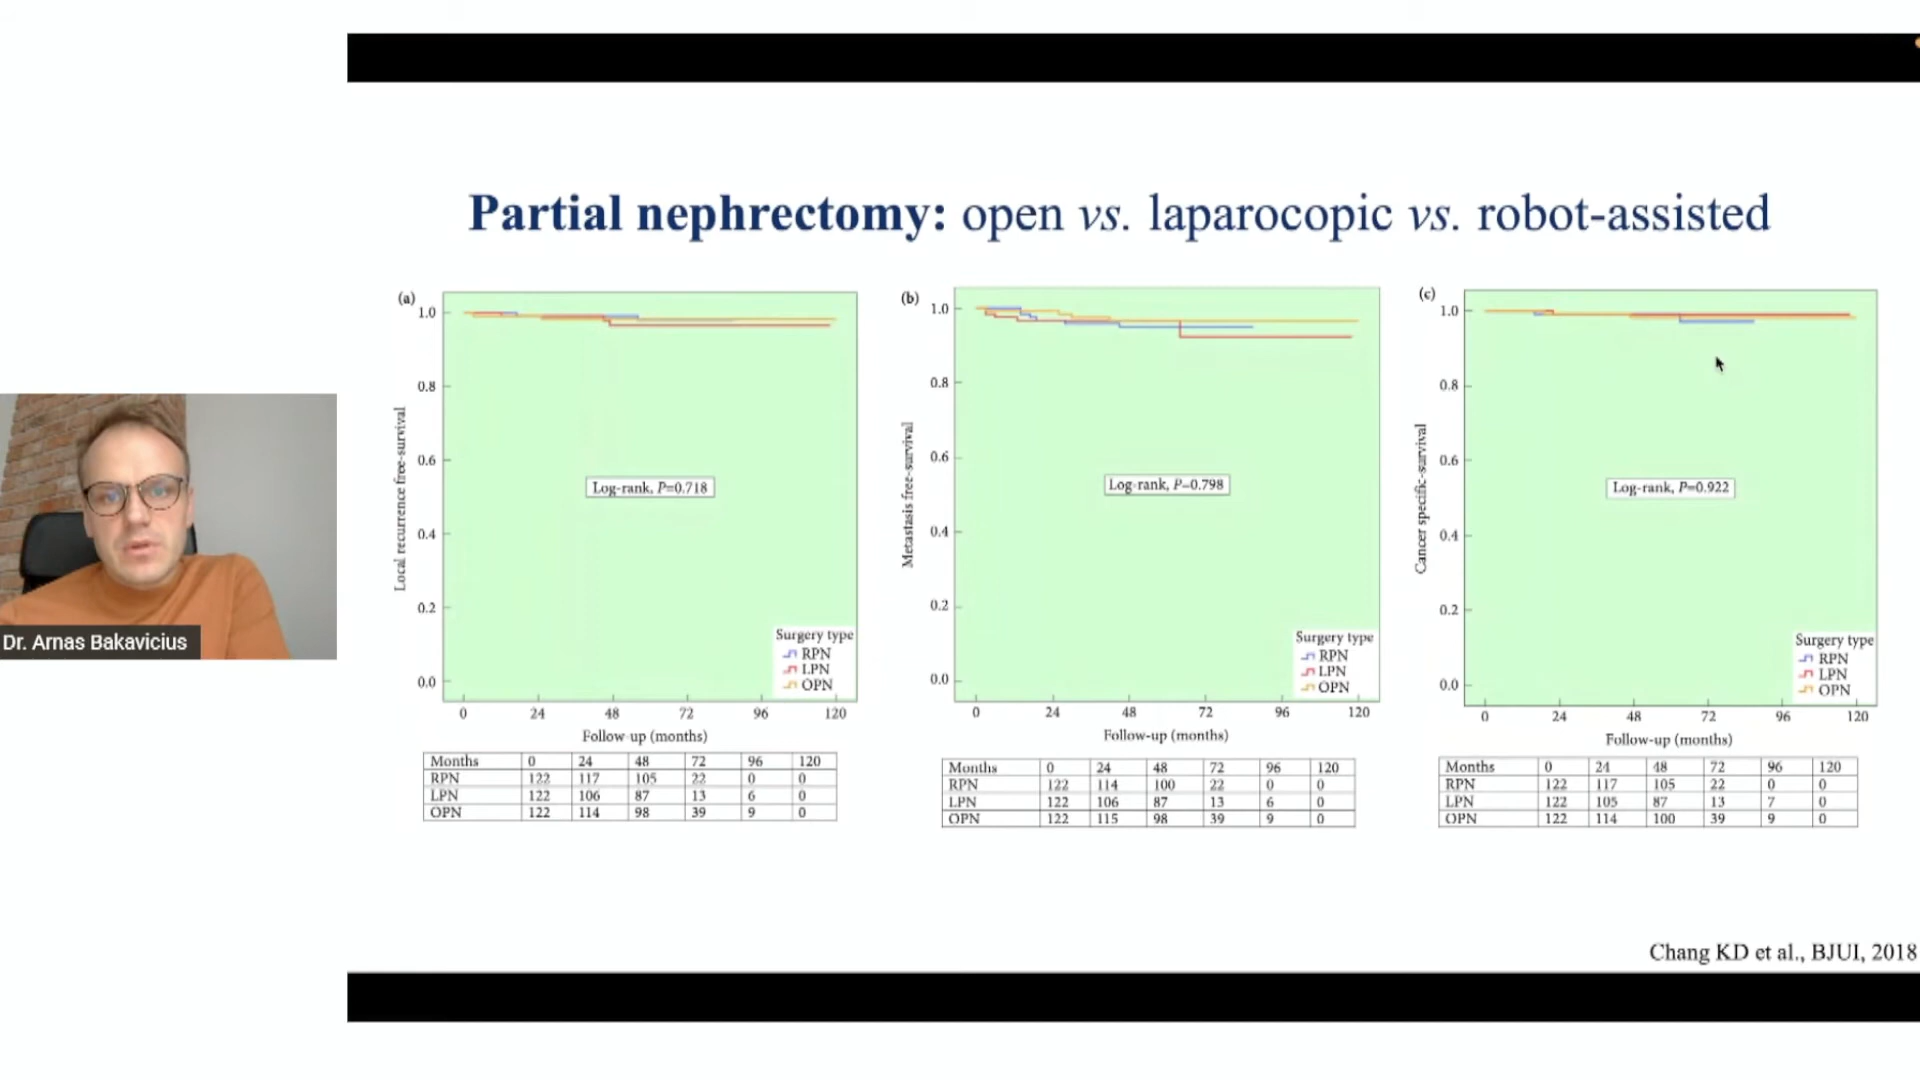 Partial nephrectomy: open vs. laparocopic vs. robot-assisted
(a)
1.0
0.8
0.6
0.4
0.2
0.0
Local recurrence free-survival
Log-rank, P=0.718
Surgery type
RPN
LPN
OPN
0 24 48 72 96 120
Follow-up (months)
Months 0 24 48 72 96 120
RPN 122 117 105 22 0 0
LPN 122 106 87 13 6 0
OPN 122 114 98 39 9 0
(b)
1.0
0.8
0.6
0.4
0.2
0.0
Metastasis free-survival
Log-rank, P=0.798
Surgery type
RPN
LPN
OPN
0 24 48 72 96 120
Follow-up (months)
Months 0 24 48 72 96 120
RPN 122 114 100 22 0 0
LPN 122 106 87 13 6 0
OPN 122 115 98 39 9 0
(c)
1.0
0.8
0.6
0.4
0.2
0.0
Cancer specific-survival
Log-rank, P=0.922
Surgery type
RPN
LPN
OPN
0 24 48 72 96 120
Follow-up (months)
Months 0 24 48 72 96 120
RPN 122 117 105 22 0 0
LPN 122 105 87 13 7 0
OPN 122 114 100 39 9 0
Dr. Arnas Bakavicius
Chang KD et al., BJUI, 2018